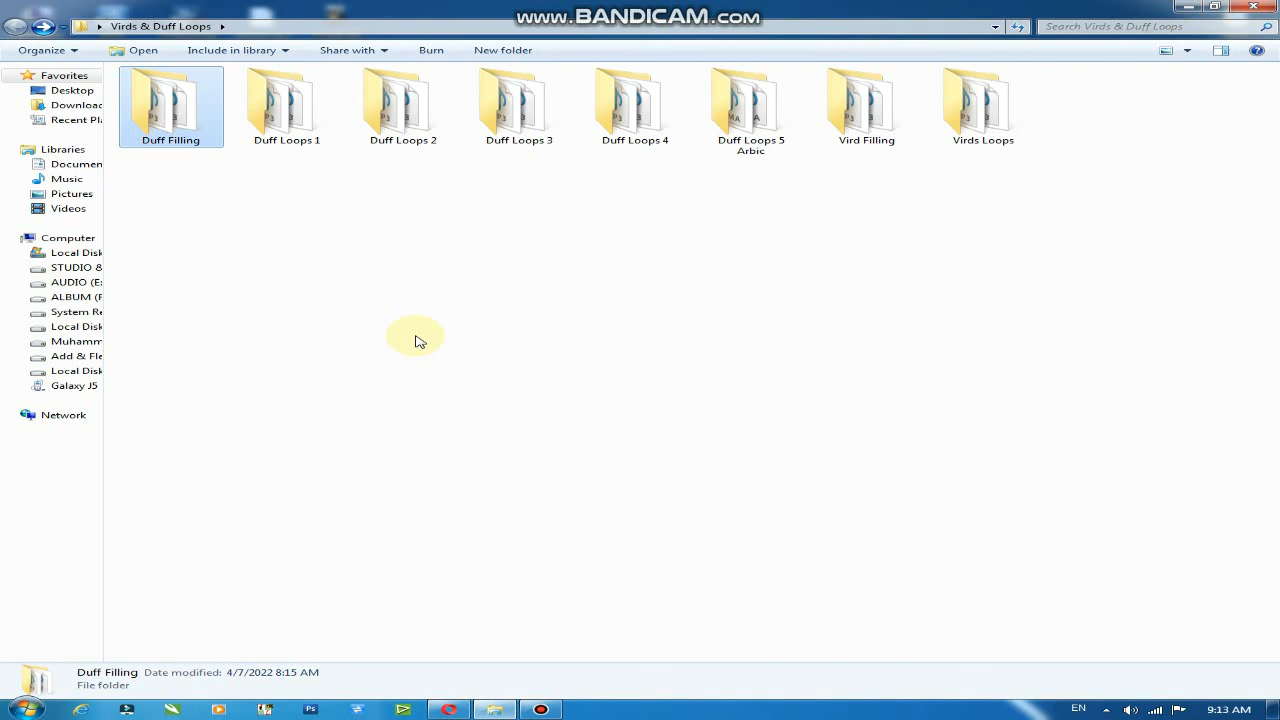 www.BANDICAM.com
Virds & Duff Loops
Search Virds & Duff Loops
Organize
Open
Include in library
Share with
Burn
New folder
Favorites
Desktop
Downloac
Recent Pl
Libraries
Documen
Music
Pictures
Videos
Computer
Local Disk
STUDIO &
AUDIO (E
ALBUM (F
System Re
Local Disk
Muhamm
Add & Fle
Local Disk
Galaxy J5
Network
Duff Filling
Duff Loops 1
Duff Loops 2
Duff Loops 3
Duff Loops 4
Duff Loops 5
Arbic
Vird Filling
Virds Loops
Duff Filling Date modified: 4/7/2022 8:15 AM
File folder
EN
9:13 AM